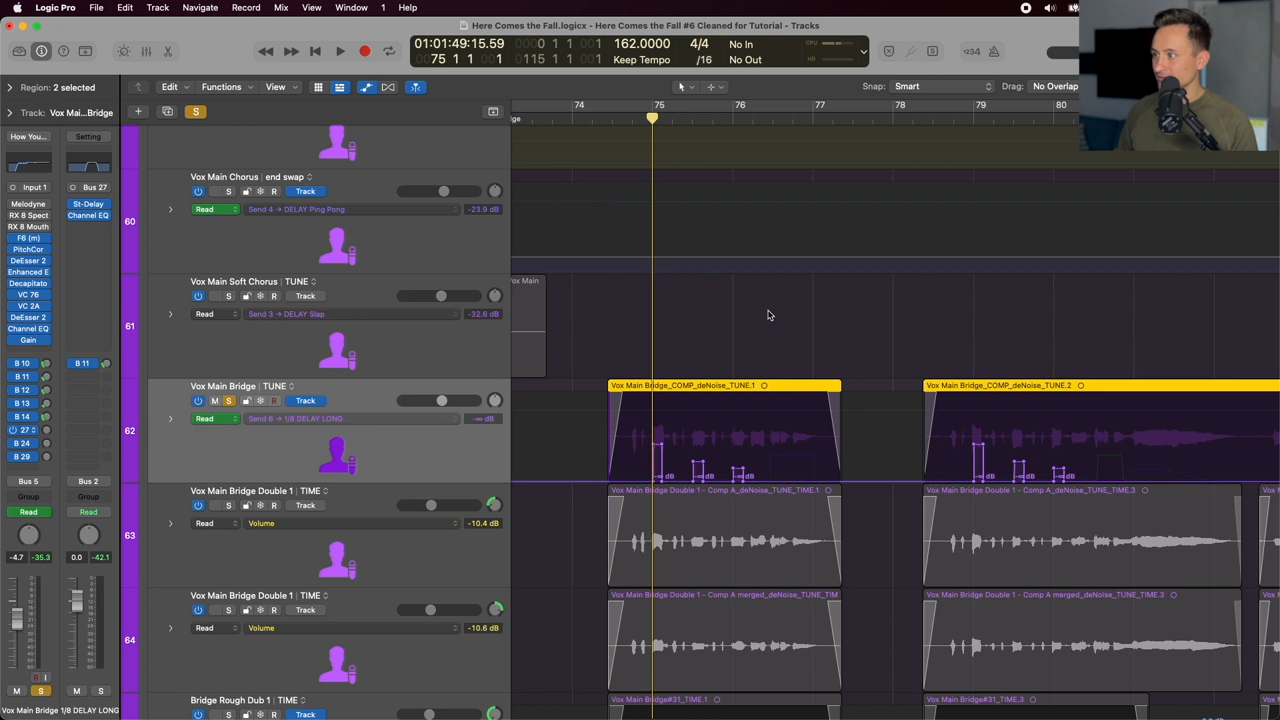 Logic Pro File Edit Track Navigate Record Mix View Window 1 Help
Here Comes the Fall.logicx - Here Comes the Fall #6 Cleaned for Tutorial - Tracks
01:01:49:15.59 0 1 1 001 162.0000 4/4 No In CPU
75 1 1 001 0115 1 1 001 Keep Tempo /16 No Out HD
1234
Region: 2 selected Edit Functions View Snap: Smart Drag: No Overlap
Track: Vox Mai...Bridge S 74 75 76 77 78 79 80
How You... Setting
Input 1 Bus 27
Melodyne St-Delay
RX 8 Spect Channel EQ
RX 8 Mouth
F6 (m)
PitchCor
DeEsser 2
Enhanced E
Decapitato
VC 76
VC 2A
DeEsser 2
Channel EQ
Gain
B 10 B 11
B 11
B 12
B 13
B 14
27
B 24
B 29
Bus 5 Bus 2
Group Group
Read Read
-4.7 -35.3 0.0 -42.1
R I
M S M S
Vox Main Bridge 1/8 DELAY LONG
60
Vox Main Chorus | end swap
S R Track
Read Send 4 → DELAY Ping Pong -23.9 dB
61
Vox Main Soft Chorus | TUNE
S R Track
Read Send 3 → DELAY Slap -32.6 dB
Vox Main
62
Vox Main Bridge | TUNE
M S R Track
Read Send 6 → 1/8 DELAY LONG -∞ dB
Vox Main Bridge_COMP_deNoise_TUNE.1 Vox Main Bridge_COMP_deNoise_TUNE.2
-∞ dB -∞ dB -∞ dB -∞ dB -∞ dB -∞ dB
63
Vox Main Bridge Double 1 | TIME
S R Track
Read Volume -10.4 dB
Vox Main Bridge Double 1 - Comp A_deNoise_TUNE_TIME.1 Vox Main Bridge Double 1 - Comp A_deNoise_TUNE_TIME.3 Vox M
64
Vox Main Bridge Double 1 | TIME
S R Track
Read Volume -10.6 dB
Vox Main Bridge Double 1 - Comp A merged_deNoise_TUNE_TIM Vox Main Bridge Double 1 - Comp A merged_deNoise_TUNE_TIME.3 Vox M
Bridge Rough Dub 1 | TIME
S R Track
Vox Main Bridge#31_TIME.1 Vox Main Bridge#31_TIME.3 Vox M